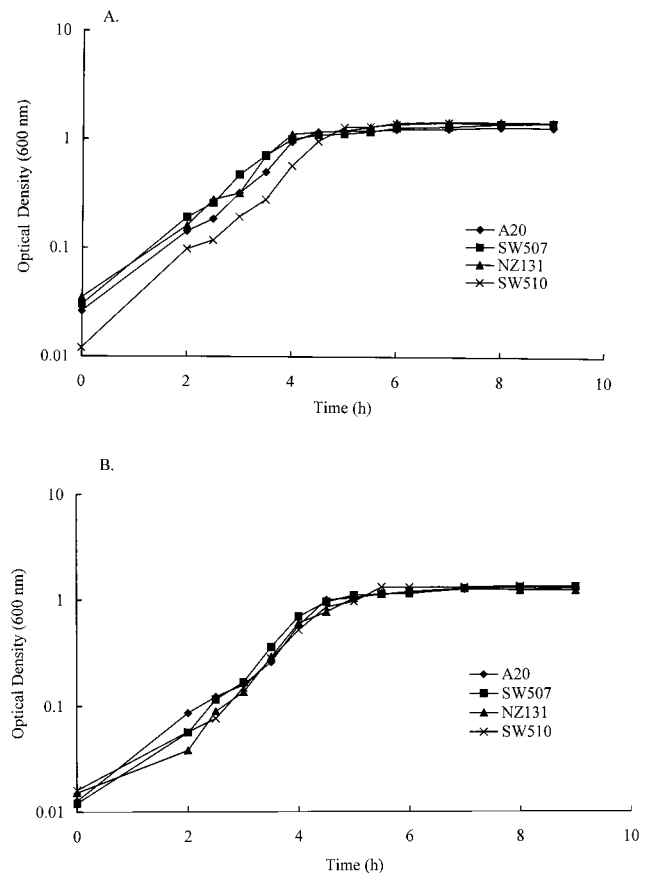 A.
10
1
0.1
0.01
Optical Density (600 nm)
A20
SW507
NZ131
SW510
0 2 4 6 8 10
Time (h)
B.
10
1
0.1
0.01
Optical Density (600 nm)
A20
SW507
NZ131
SW510
0 2 4 6 8 10
Time (h)